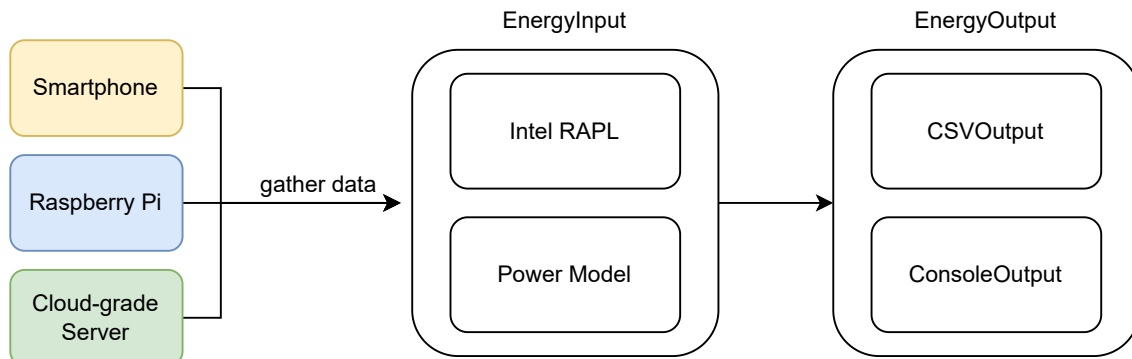 EnergyInput
EnergyOutput
Smartphone
Raspberry Pi
Cloud-grade
Server
gather data
Intel RAPL
Power Model
CSVOutput
ConsoleOutput